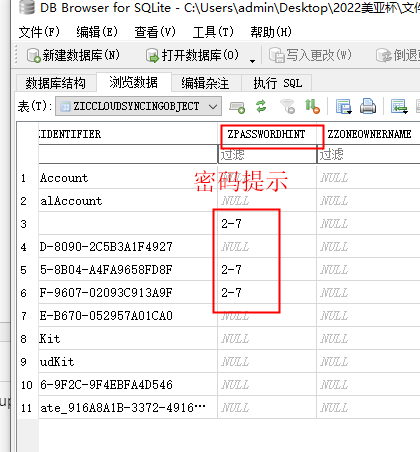 DB Browser for SQLite - C:\Users\admin\Desktop\2022美亚杯\文件
文件(F) 编辑(E) 查看(V) 工具(T) 帮助(H)
新建数据库(N) 打开数据库(O) 写入更改(W) 倒退
数据库结构 浏览数据 编辑杂注 执行 SQL
表(T): ZICCLOUDSYNCINGOBJECT
IDENTIFIER ZPASSWORDHINT ZZONEOWNERNAME
过滤 过滤
密码提示
1 Account NULL NULL
2 alAccount NULL NULL
3 2-7 NULL
4 D-8090-2C5B3A1F4927 NULL NULL
5 5-8B04-A4FA9658FD8F 2-7 NULL
6 F-9607-02093C913A9F 2-7 NULL
7 E-B670-052957A01CA0 NULL NULL
8 Kit NULL NULL
9 udKit NULL NULL
10 6-9F2C-9F4EBFA4D546 NULL NULL
11 ate_916A8A1B-3372-4916… NULL NULL
up